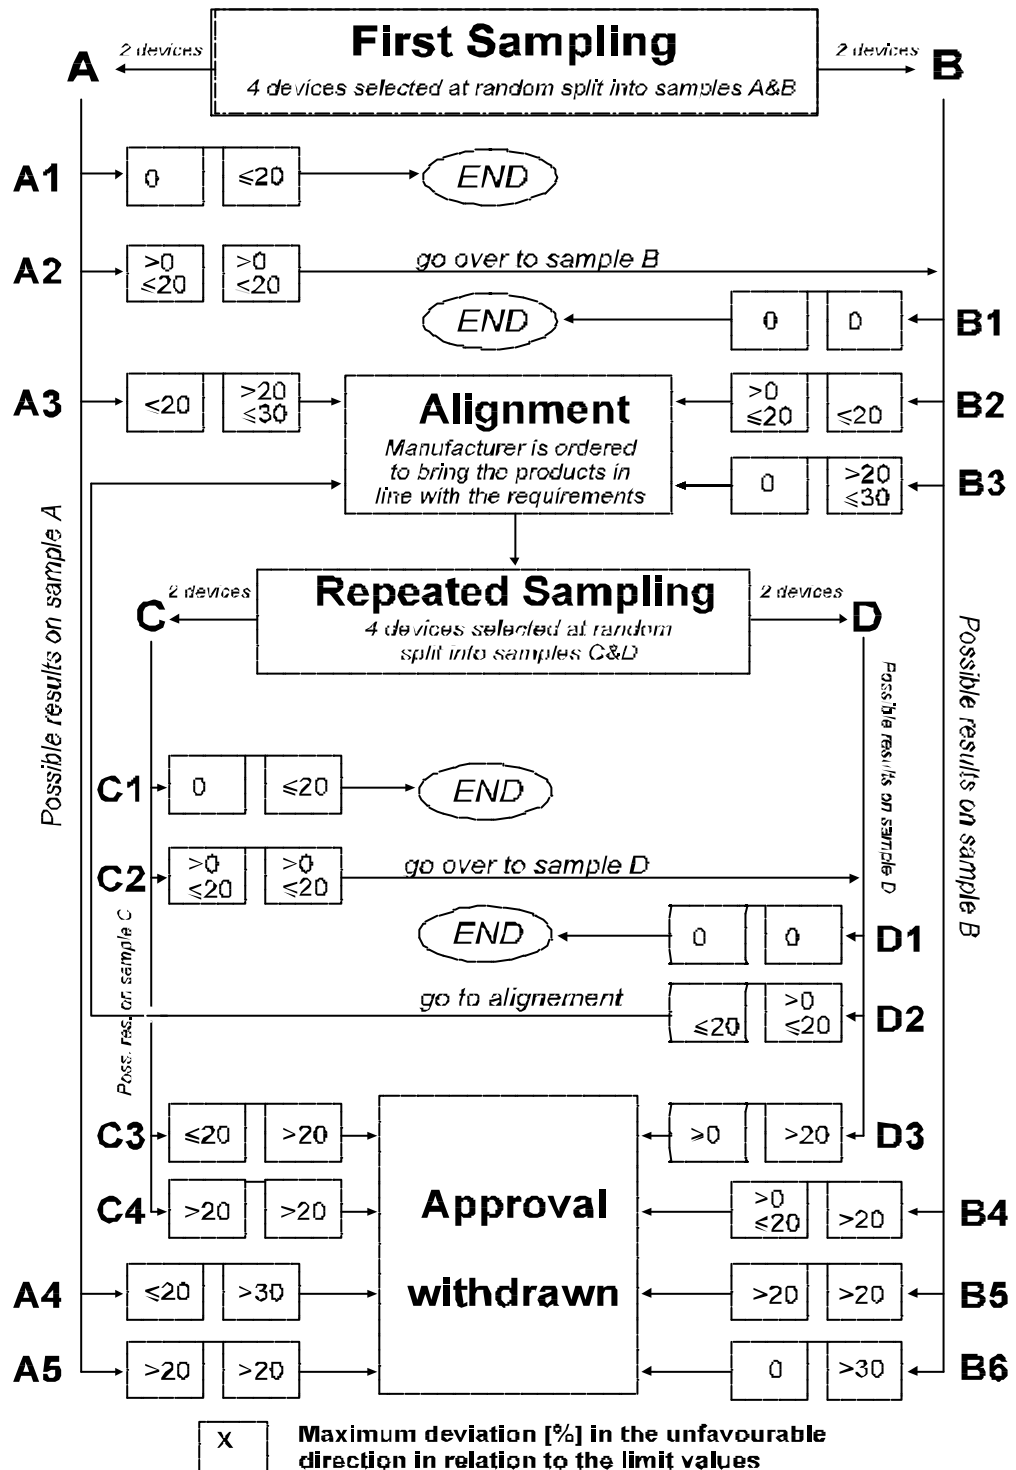 First Sampling
4 devices selected at random split into samples A&B
A
2 devices
2 devices
B
A1
0
≤20
END
A2
>0
≤20
>0
≤20
go over to sample B
END
0
0
B1
A3
≤20
>20
≤30
Alignment
Manufacturer is ordered
to bring the products in
line with the requirements
>0
≤20
≤20
B2
0
>20
≤30
B3
Possible results on sample A
Possible results on sample B
C
2 devices
Repeated Sampling
4 devices selected at random
split into samples C&D
2 devices
D
Possible results on sample D
Poss. res. on sample C
C1
0
≤20
END
C2
>0
≤20
>0
≤20
go over to sample D
END
0
0
D1
go to alignement
≤20
>0
≤20
D2
C3
≤20
>20
Approval
withdrawn
≥0
>20
D3
C4
>20
>20
>0
≤20
>20
B4
A4
≤20
>30
>20
>20
B5
A5
>20
>20
0
>30
B6
X
Maximum deviation [%] in the unfavourable
direction in relation to the limit values